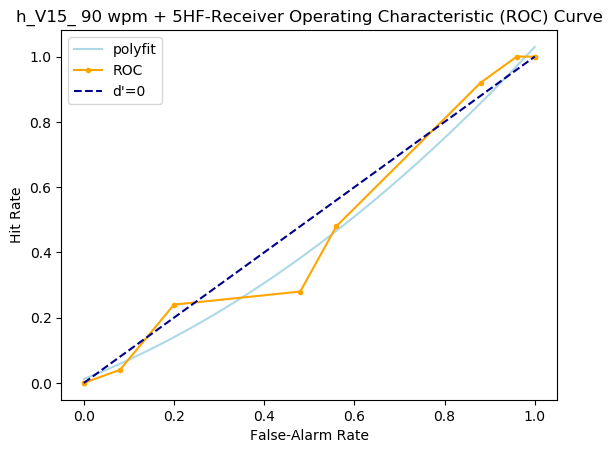 h_V15_ 90 wpm + 5HF-Receiver Operating Characteristic (ROC) Curve
polyfit
ROC
d'=0
Hit Rate
1.0
0.8
0.6
0.4
0.2
0.0
0.0 0.2 0.4 0.6 0.8 1.0
False-Alarm Rate